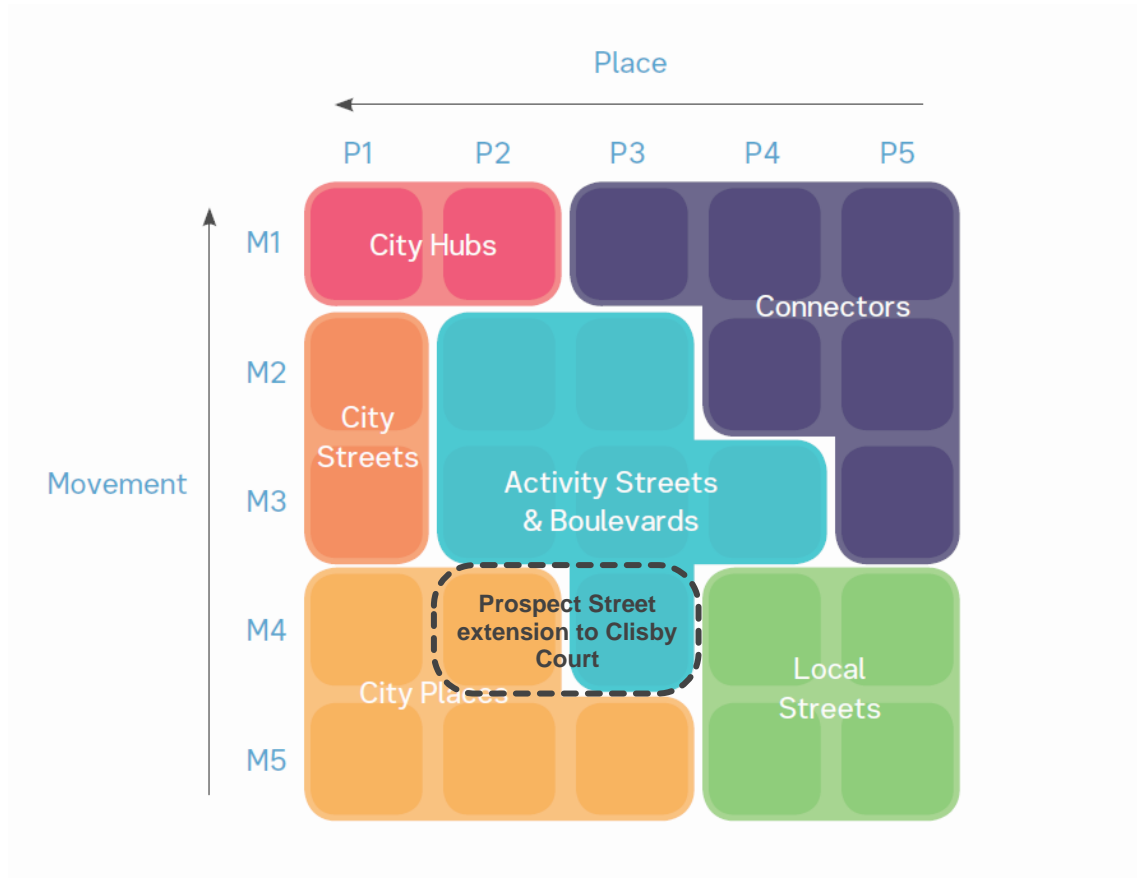 Place
P1 P2 P3 P4 P5
M1
City Hubs
Connectors
M2
City
Streets
Movement
M3
Activity Streets
& Boulevards
M4
Prospect Street
extension to Clisby
Court
City Places
Local
Streets
M5